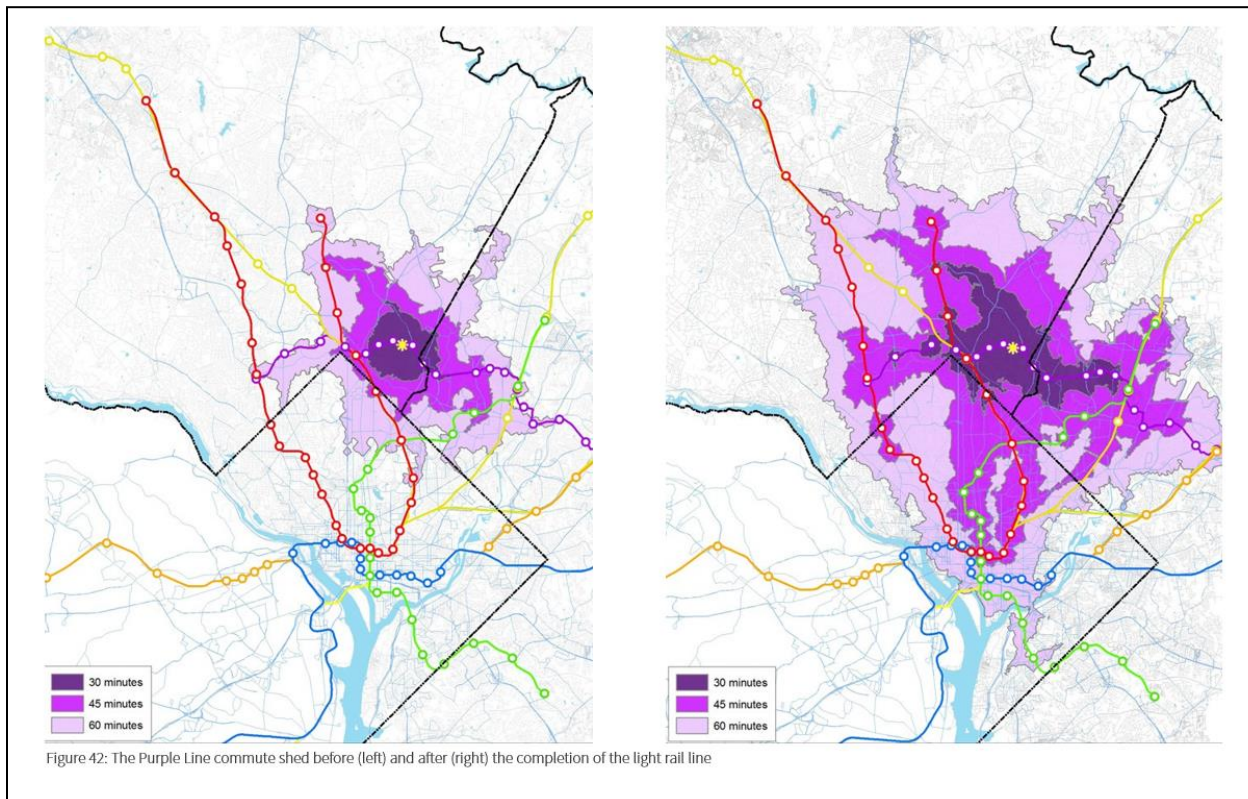 30 minutes
45 minutes
60 minutes
30 minutes
45 minutes
60 minutes
Figure 42: The Purple Line commute shed before (left) and after (right) the completion of the light rail line